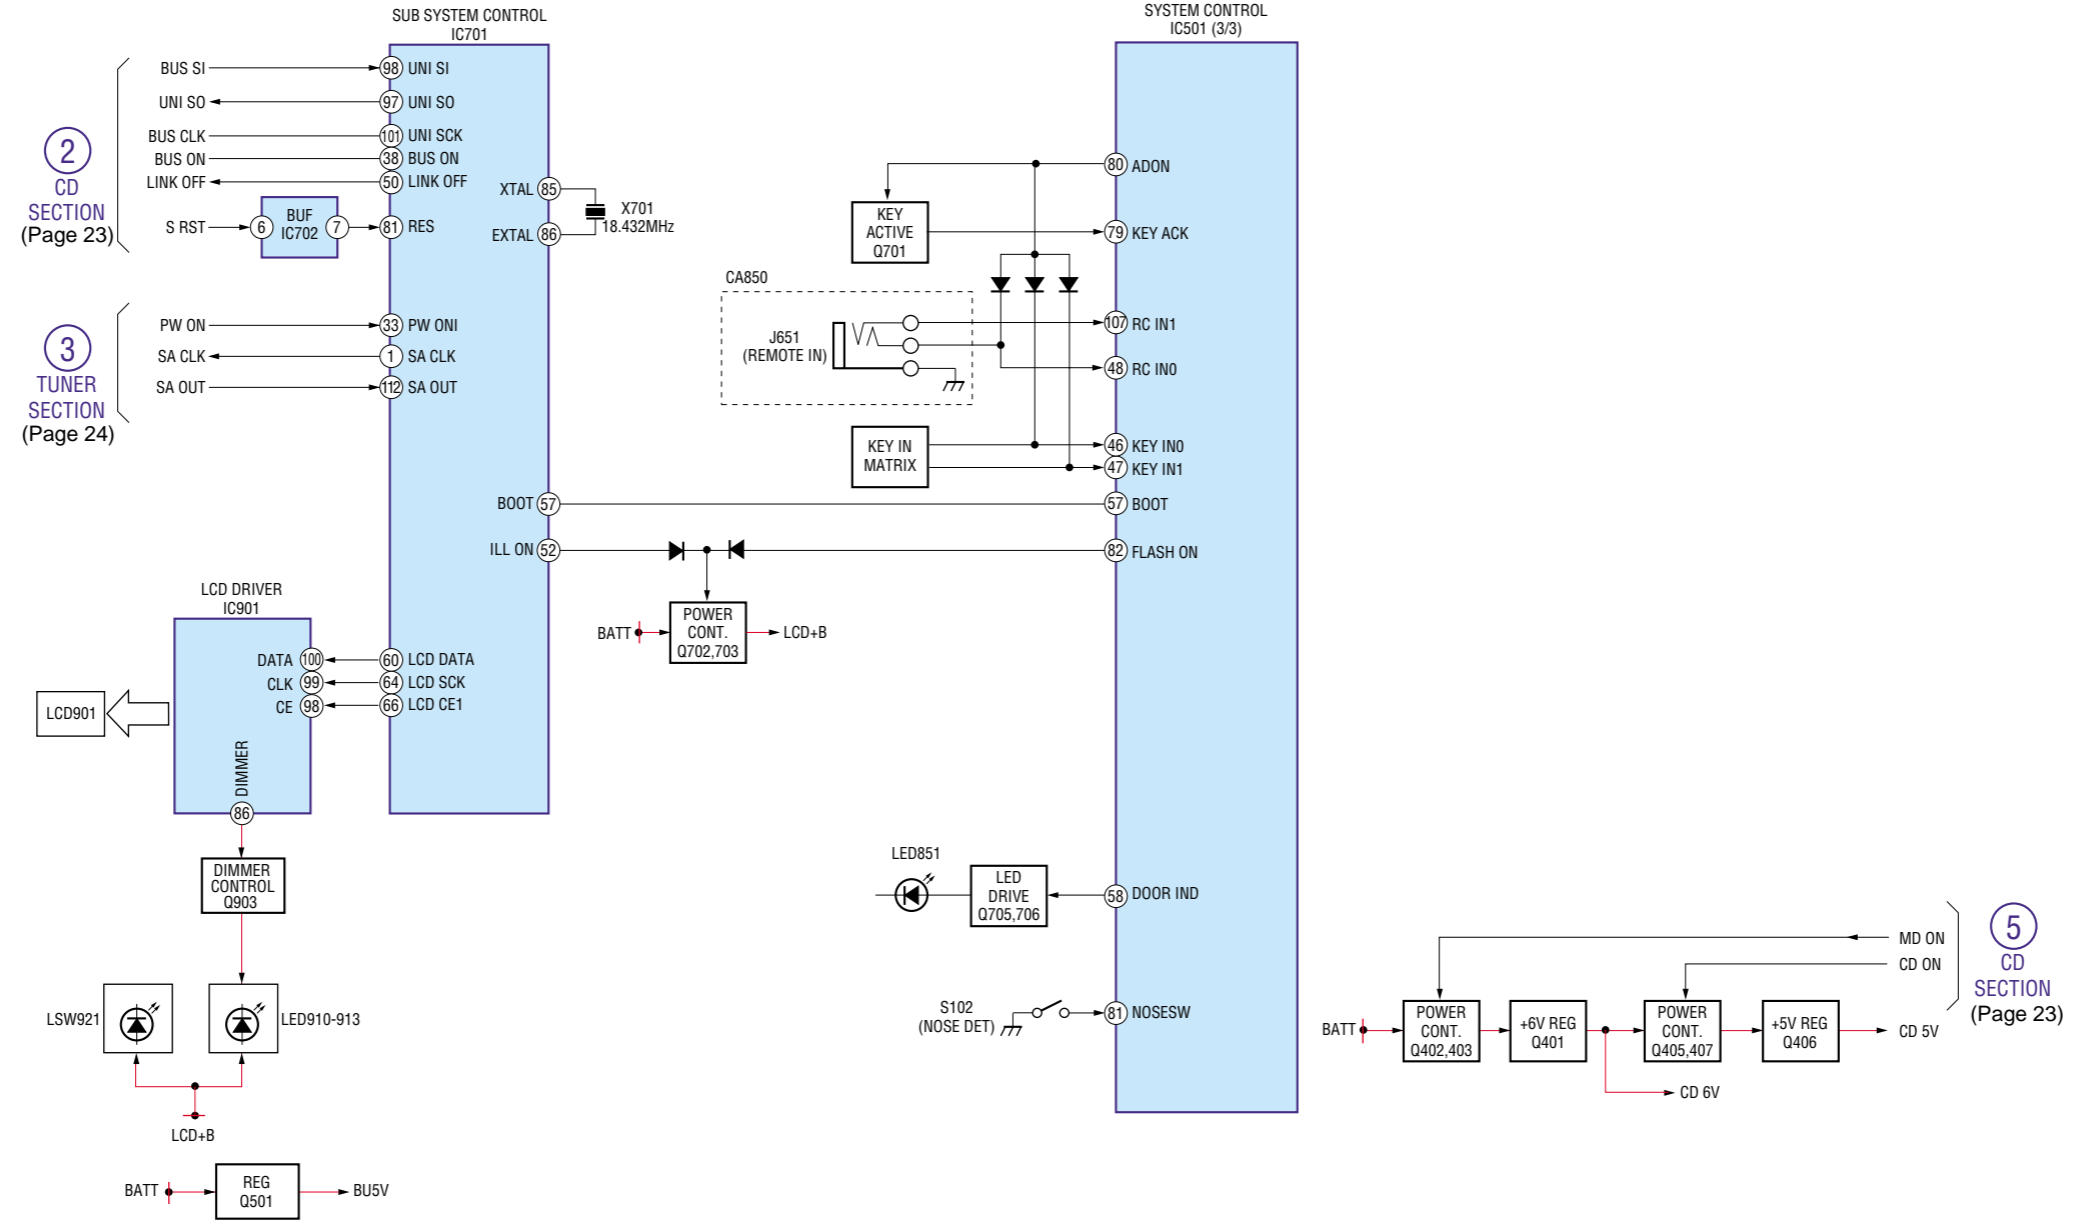 SUB SYSTEM CONTROL
IC701
BUS SI
98
UNI SI
UNI SO
97
UNI SO
BUS CLK
101
UNI SCK
BUS ON
38
BUS ON
LINK OFF
50
LINK OFF
S RST
6
BUF
IC702
7
81
RES
2
CD
SECTION
(Page 23)
XTAL
85
EXTAL
86
X701
18.432MHz
3
TUNER
SECTION
(Page 24)
PW ON
33
PW ONI
SA CLK
1
SA CLK
SA OUT
112
SA OUT
BOOT
57
ILL ON
52
60
LCD DATA
64
LCD SCK
66
LCD CE1
LCD DRIVER
IC901
DATA
100
CLK
99
CE
98
DIMMER
86
LCD901
DIMMER
CONTROL
Q903
LSW921
LED910-913
LCD+B
BATT
REG
Q501
BU5V
BATT
POWER
CONT.
Q702,703
LCD+B
SYSTEM CONTROL
IC501 (3/3)
80
ADON
KEY
ACTIVE
Q701
79
KEY ACK
CA850
J651
(REMOTE IN)
107
RC IN1
48
RC IN0
KEY IN
MATRIX
46
KEY IN0
47
KEY IN1
57
BOOT
82
FLASH ON
LED851
LED
DRIVE
Q705,706
58
DOOR IND
S102
(NOSE DET)
81
NOSESW
5
CD
SECTION
(Page 23)
MD ON
CD ON
BATT
POWER
CONT.
Q402,403
+6V REG
Q401
POWER
CONT.
Q405,407
+5V REG
Q406
CD 5V
CD 6V